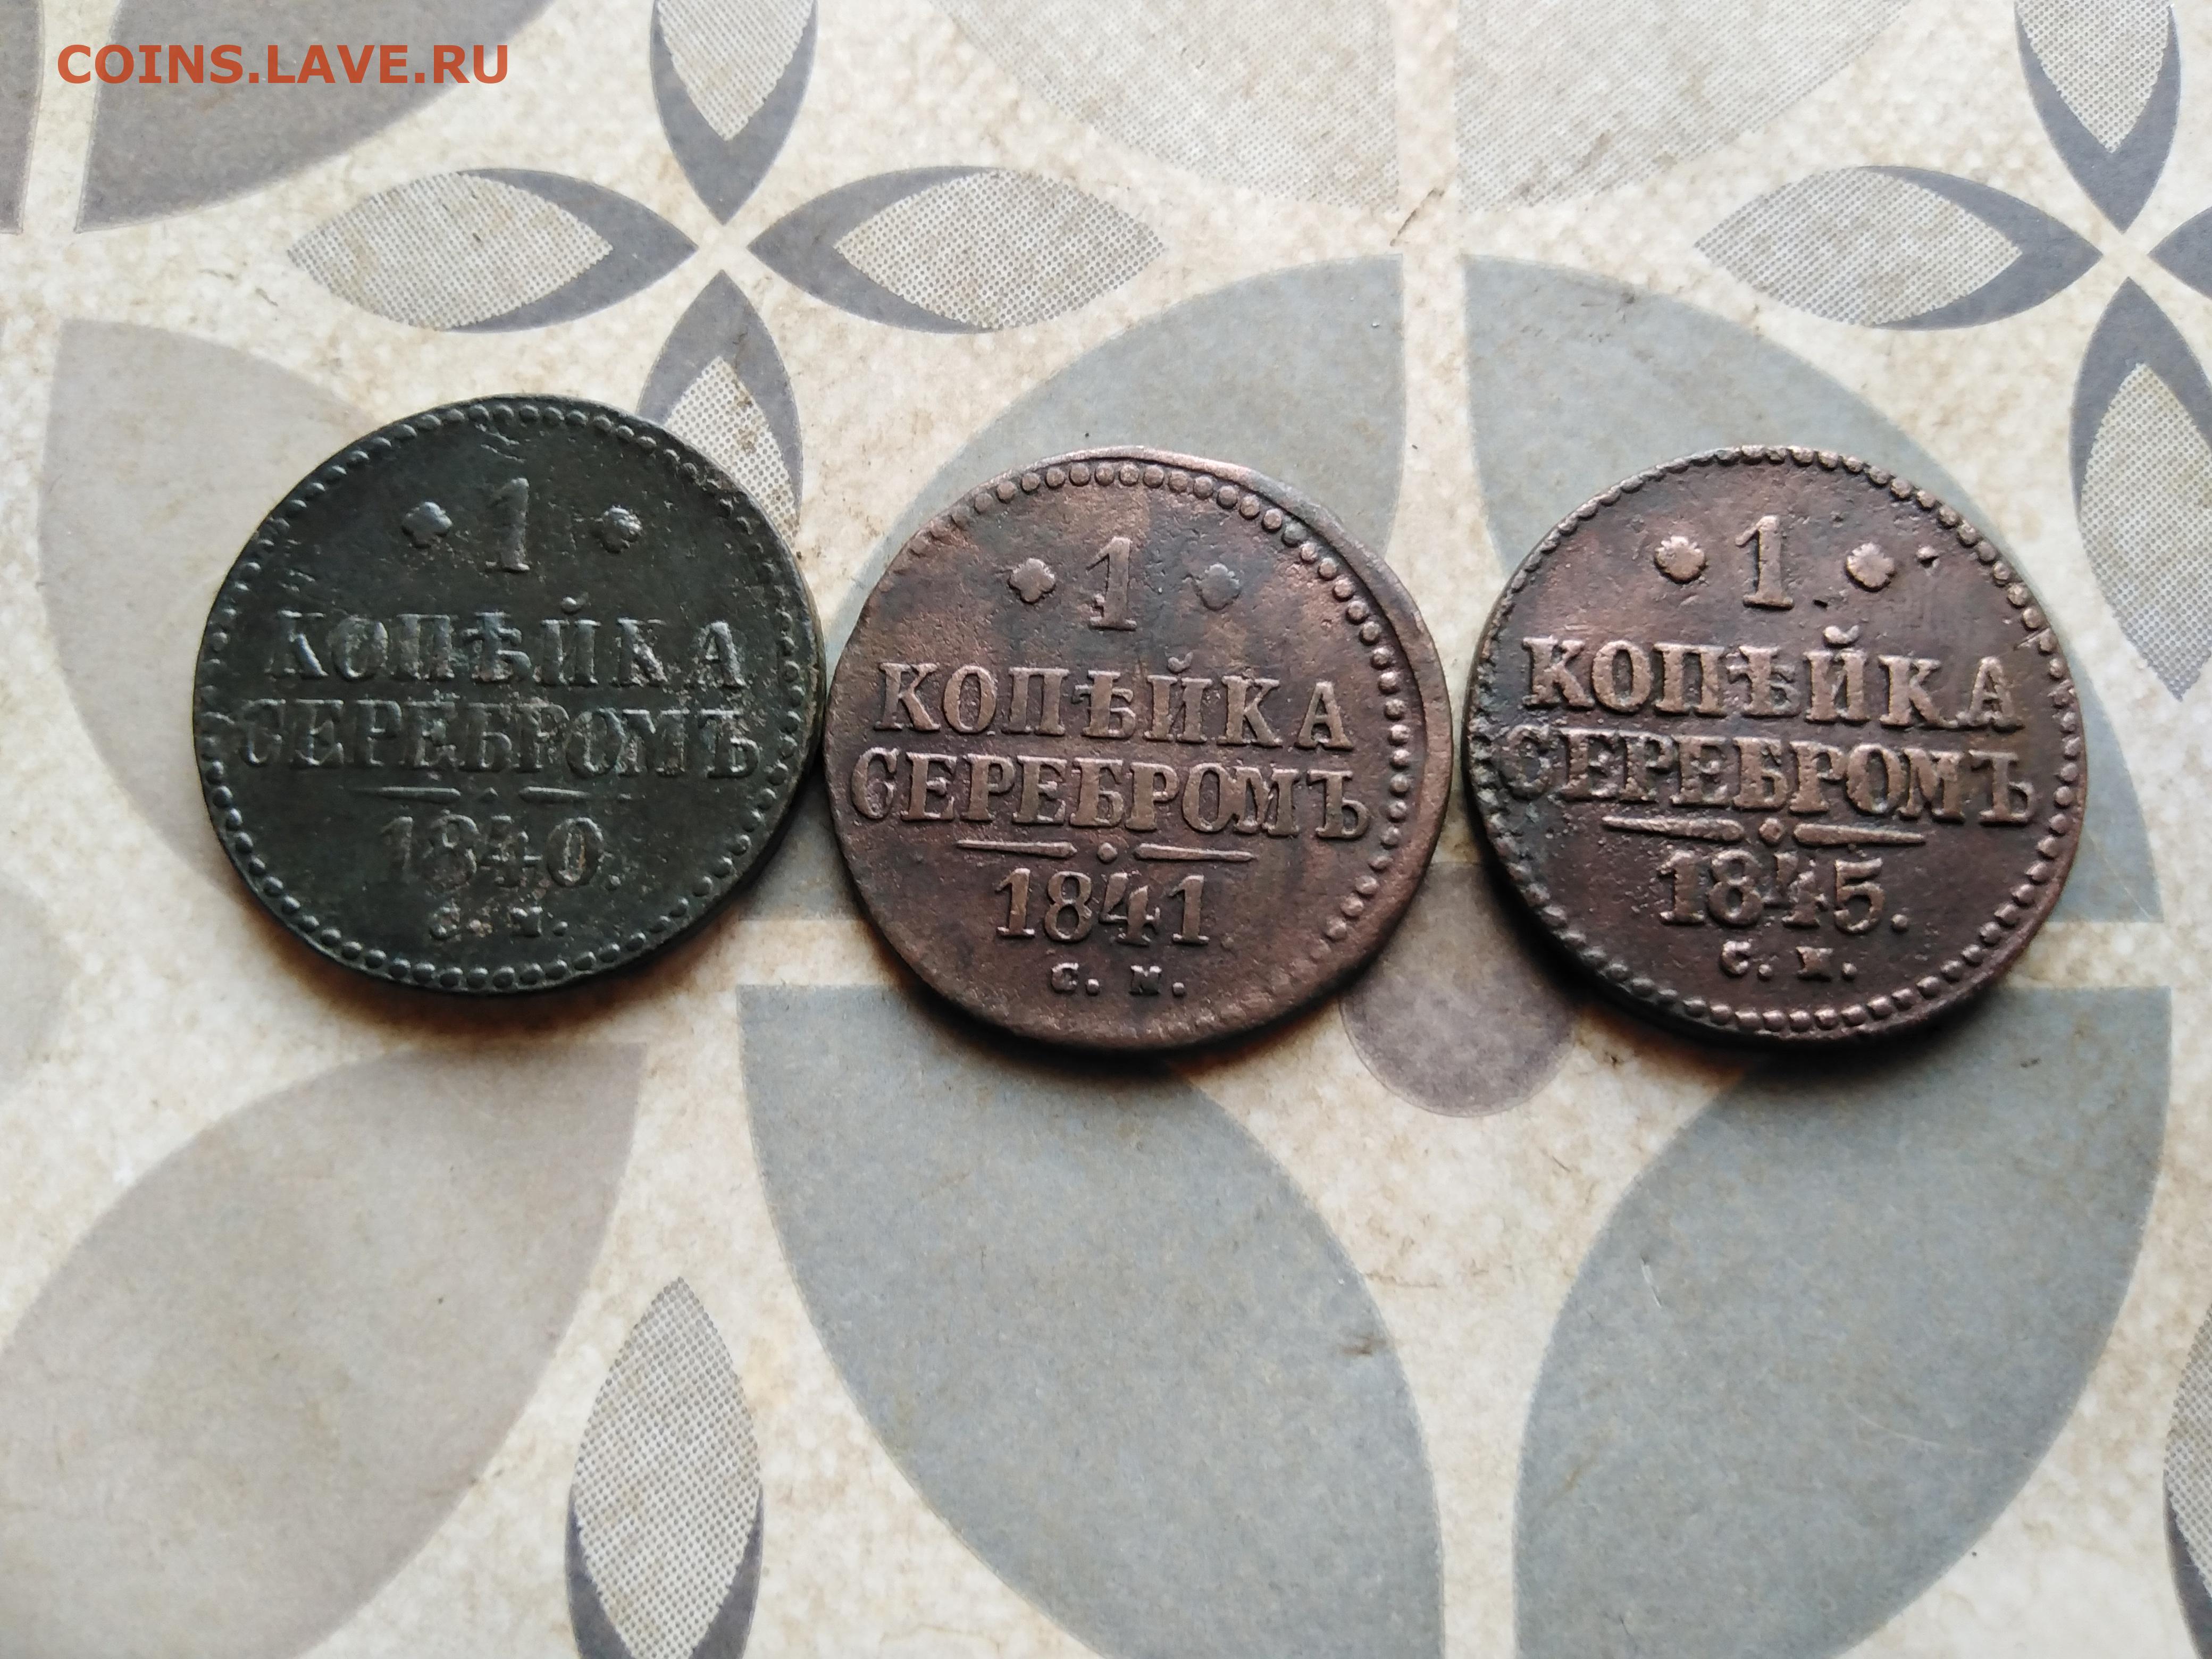 COINS.LAVE.RU
1
КОПѢЙКА
СЕРЕБРОМЪ
1840.
С. М.
1
КОПѢЙКА
СЕРЕБРОМЪ
1841.
С. М.
1
КОПѢЙКА
СЕРЕБРОМЪ
1845.
С. М.